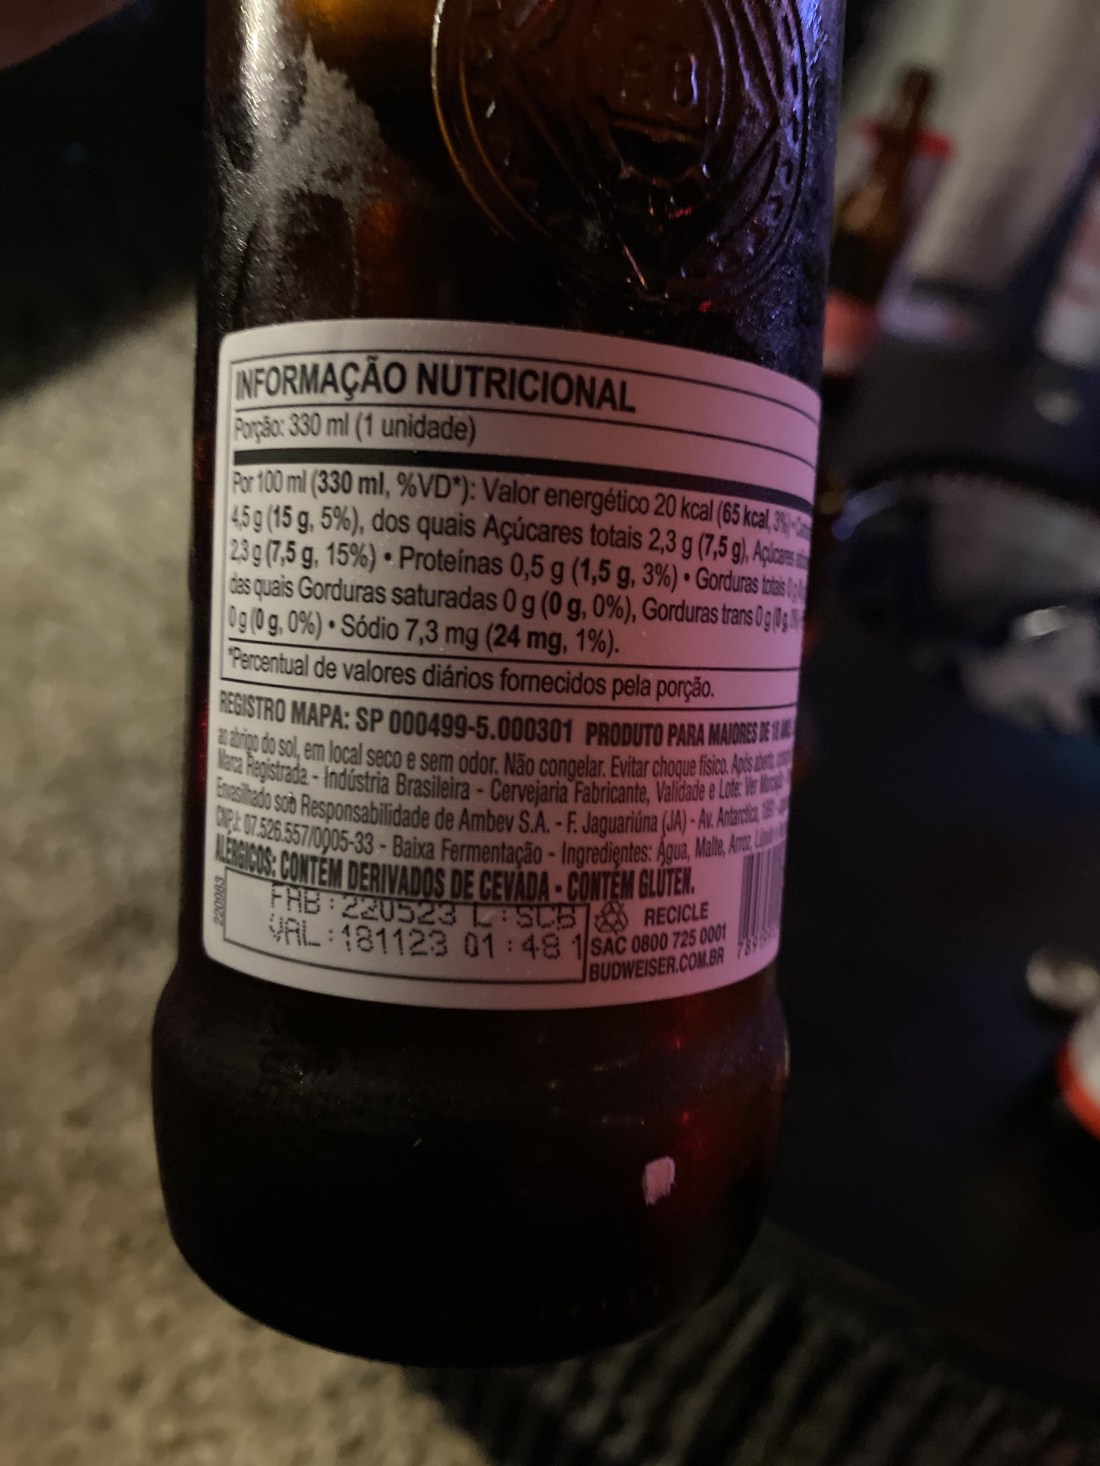 INFORMAÇÃO NUTRICIONAL
Porção: 330 ml (1 unidade)
Por 100 ml (330 ml, %VD*): Valor energético 20 kcal (65 kcal, 3%) •
4,5 g (15 g, 5%), dos quais Açúcares totais 2,3 g (7,5 g), Açúcares
2,3 g (7,5 g, 15%) • Proteínas 0,5 g (1,5 g, 3%) • Gorduras totais
das quais Gorduras saturadas 0 g (0 g, 0%), Gorduras trans 0 g (0 g,
0 g (0 g, 0%) • Sódio 7,3 mg (24 mg, 1%).
*Percentual de valores diários fornecidos pela porção.
REGISTRO MAPA: SP 000499-5.000301 PRODUTO PARA MAIORES DE 18
ao abrigo do sol, em local seco e sem odor. Não congelar. Evitar choque físico. Após aberto,
Marca Registrada - Indústria Brasileira - Cervejaria Fabricante, Validade e Lote: Ver
Envasilhado sob Responsabilidade de Ambev S.A. - F. Jaguariúna (JA) - Av. Antarctica,
CNPJ: 07.526.557/0005-33 - Baixa Fermentação - Ingredientes: Água, Malte, Arroz,
ALÉRGICOS: CONTÉM DERIVADOS DE CEVADA - CONTÉM GLÚTEN.
220983
FAB:220523 L:SCB
VAL:181123 01:48 1
RECICLE
SAC 0800 725 0001
BUDWEISER.COM.BR